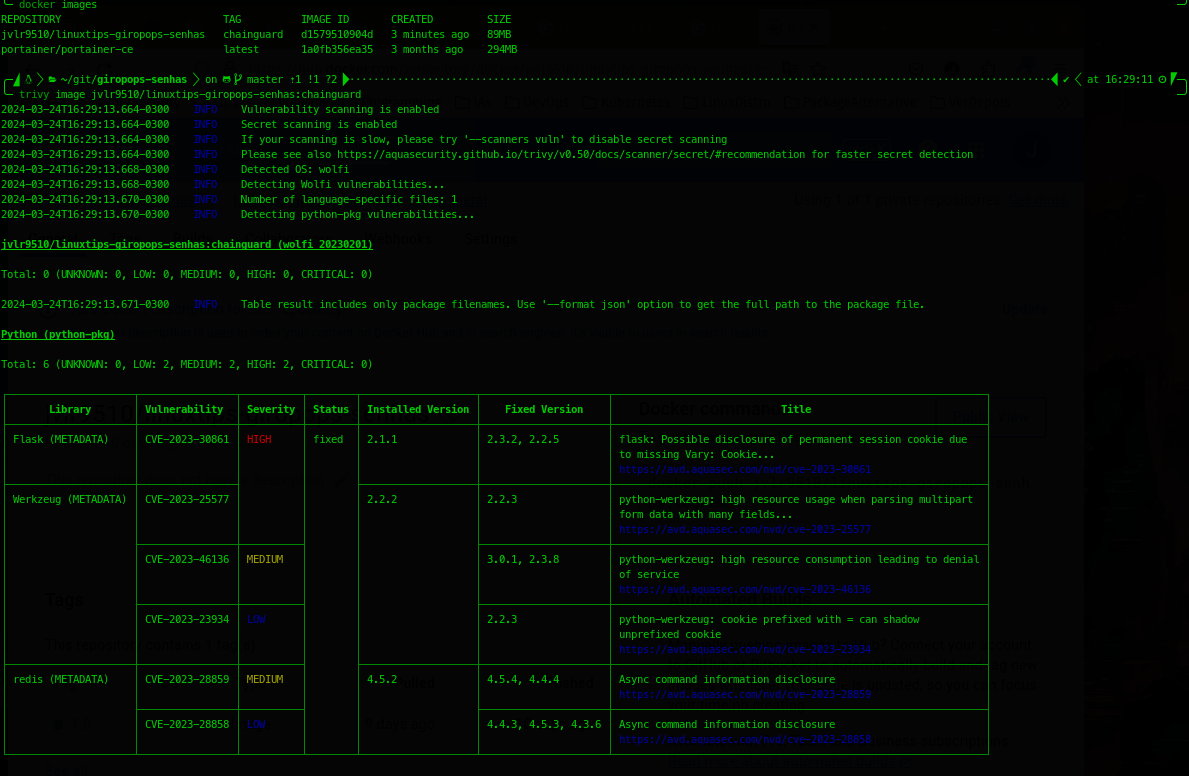 docker images
REPOSITORY TAG IMAGE ID CREATED SIZE
jvlr9510/linuxtips-giropops-senhas chainguard d1579510904d 3 minutes ago 89MB
portainer/portainer-ce latest 1a0fb356ea35 3 months ago 294MB
~/git/giropops-senhas on master ↑1 !1 ?2 ✔ at 16:29:11
trivy image jvlr9510/linuxtips-giropops-senhas:chainguard
2024-03-24T16:29:13.664-0300 INFO Vulnerability scanning is enabled
2024-03-24T16:29:13.664-0300 INFO Secret scanning is enabled
2024-03-24T16:29:13.664-0300 INFO If your scanning is slow, please try '--scanners vuln' to disable secret scanning
2024-03-24T16:29:13.664-0300 INFO Please see also https://aquasecurity.github.io/trivy/v0.50/docs/scanner/secret/#recommendation for faster secret detection
2024-03-24T16:29:13.668-0300 INFO Detected OS: wolfi
2024-03-24T16:29:13.668-0300 INFO Detecting Wolfi vulnerabilities...
2024-03-24T16:29:13.670-0300 INFO Number of language-specific files: 1
2024-03-24T16:29:13.670-0300 INFO Detecting python-pkg vulnerabilities...
jvlr9510/linuxtips-giropops-senhas:chainguard (wolfi 20230201)
Total: 0 (UNKNOWN: 0, LOW: 0, MEDIUM: 0, HIGH: 0, CRITICAL: 0)
2024-03-24T16:29:13.671-0300 INFO Table result includes only package filenames. Use '--format json' option to get the full path to the package file.
Python (python-pkg)
Total: 6 (UNKNOWN: 0, LOW: 2, MEDIUM: 2, HIGH: 2, CRITICAL: 0)
Library Vulnerability Severity Status Installed Version Fixed Version Title
Flask (METADATA) CVE-2023-30861 HIGH fixed 2.1.1 2.3.2, 2.2.5 flask: Possible disclosure of permanent session cookie due
to missing Vary: Cookie...
https://avd.aquasec.com/nvd/cve-2023-30861
Werkzeug (METADATA) CVE-2023-25577 2.2.2 2.2.3 python-werkzeug: high resource usage when parsing multipart
form data with many fields...
https://avd.aquasec.com/nvd/cve-2023-25577
CVE-2023-46136 MEDIUM 3.0.1, 2.3.8 python-werkzeug: high resource consumption leading to denial
of service
https://avd.aquasec.com/nvd/cve-2023-46136
CVE-2023-23934 LOW 2.2.3 python-werkzeug: cookie prefixed with = can shadow
unprefixed cookie
https://avd.aquasec.com/nvd/cve-2023-23934
redis (METADATA) CVE-2023-28859 MEDIUM 4.5.2 4.5.4, 4.4.4 Async command information disclosure
https://avd.aquasec.com/nvd/cve-2023-28859
CVE-2023-28858 LOW 4.4.3, 4.5.3, 4.3.6 Async command information disclosure
https://avd.aquasec.com/nvd/cve-2023-28858